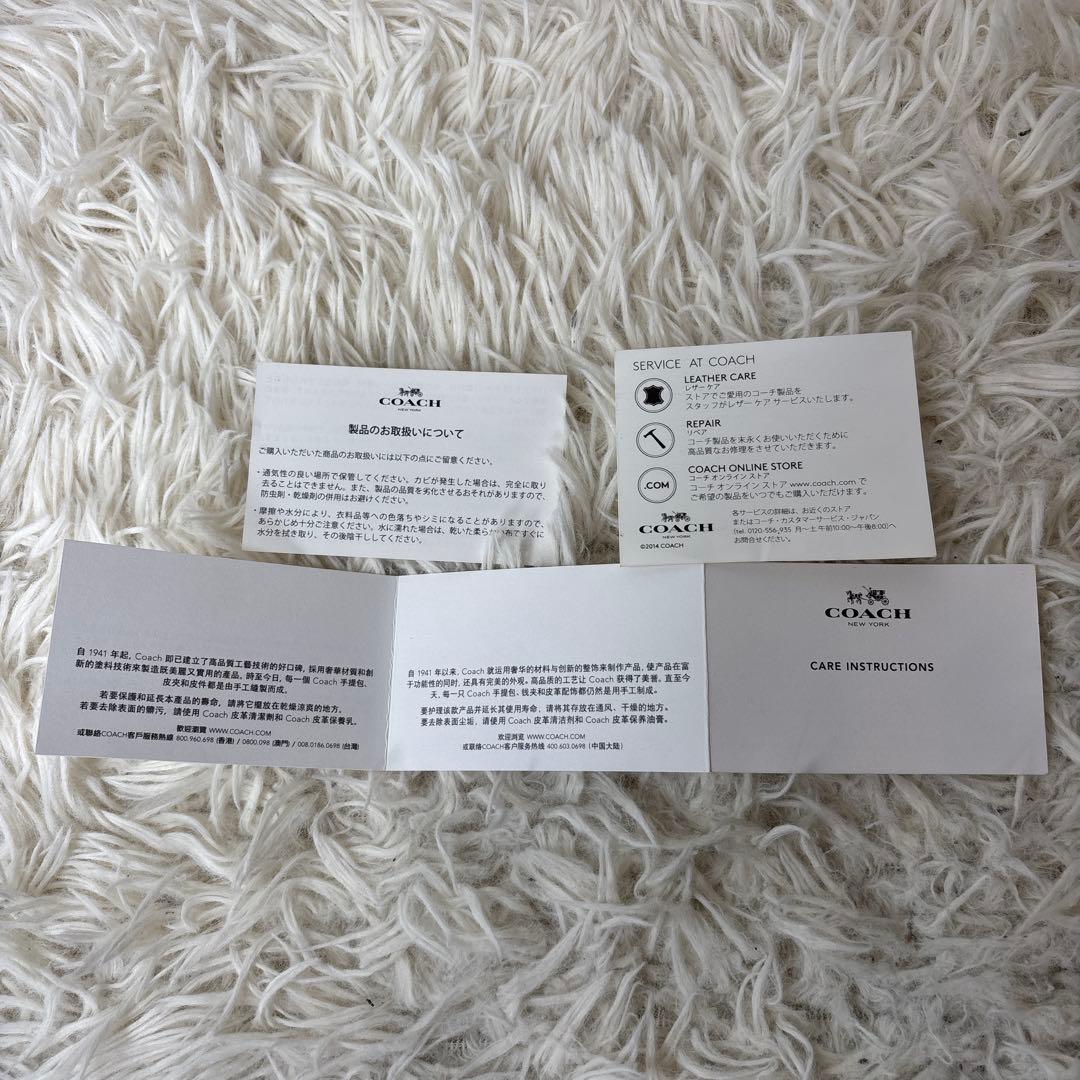 COACH
NEW YORK
製品のお取扱いについて
ご購入いただいた商品のお取扱いには以下の点にご留意ください。
・通気性の良い場所で保管してください。カビが発生した場合は、完全に取り
去ることはできません。また、製品の品質を劣化させるおそれがありますので、
防虫剤・乾燥剤の併用はお避けください。
・摩擦や水分により、衣料品等への色落ちやシミになることがありますので、
あらかじめ十分ご注意ください。水に濡れた場合は、乾いた柔らかい布ですぐに
水分を拭き取り、その後陰干ししてください。
SERVICE AT COACH
LEATHER CARE
レザー ケア
ストアでご愛用のコーチ製品を
スタッフがレザー ケア サービスいたします。
REPAIR
リペア
コーチ製品を末永くお使いいただくために
高品質なお修理をさせていただきます。
.COM
COACH ONLINE STORE
コーチ オンライン ストア
コーチ オンライン ストア www.coach.com で
ご希望の製品をいつでもご購入いただけます。
COACH
NEW YORK
©2014 COACH
各サービスの詳細は、お近くのストア
またはコーチ・カスタマーサービス・ジャパン
(tel. 0120-556-935 月〜土 午前10:00〜午後8:00)へ
お問合せください。
自 1941 年起, Coach 即已建立了高品質工藝技術的好口碑, 採用奢華材質和創
新的塗料技術來製造既美麗又實用的產品。時至今日, 每一個 Coach 手提包、
皮夾和皮件都是由手工縫製而成。
若要保護和延長本產品的壽命, 請將它擺放在乾燥涼爽的地方。
若要去除表面的髒污, 請使用 Coach 皮革清潔劑和 Coach 皮革保養乳。
歡迎瀏覽 WWW.COACH.COM
或聯絡COACH客戶服務熱線 800.960.698 (香港) / 0800.098 (澳門) / 008.0186.0698 (台灣)
自 1941 年以来, Coach 就运用奢华的材料与创新的整饰来制作产品, 使产品在富
于功能性的同时, 还具有完美的外观。高品质的工艺让 Coach 获得了美誉。直至今
天, 每一只 Coach 手提包、钱夹和皮革配饰都仍然是用手工制成。
要护理该款产品并延长其使用寿命, 请将其存放在通风、干燥的地方。
要去除表面尘垢, 请使用 Coach 皮革清洁剂和 Coach 皮革保养油膏。
欢迎浏览 WWW.COACH.COM
或联络COACH客户服务热线 400.603.0698 (中国大陆)
COACH
NEW YORK
CARE INSTRUCTIONS